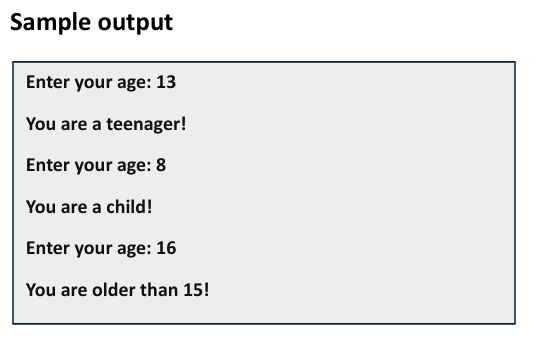 Sample output
Enter your age: 13
You are a teenager!
Enter your age: 8
You are a child!
Enter your age: 16
You are older than 15!